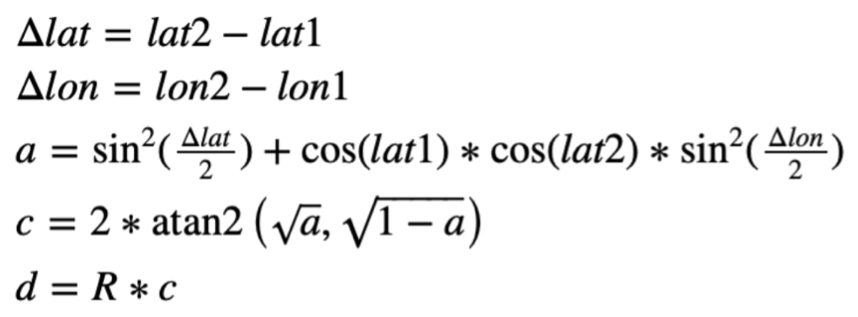 Δlat = lat2 − lat1
Δlon = lon2 − lon1
a = sin²(Δlat/2) + cos(lat1) * cos(lat2) * sin²(Δlon/2)
c = 2 * atan2 (√a, √(1 − a))
d = R * c